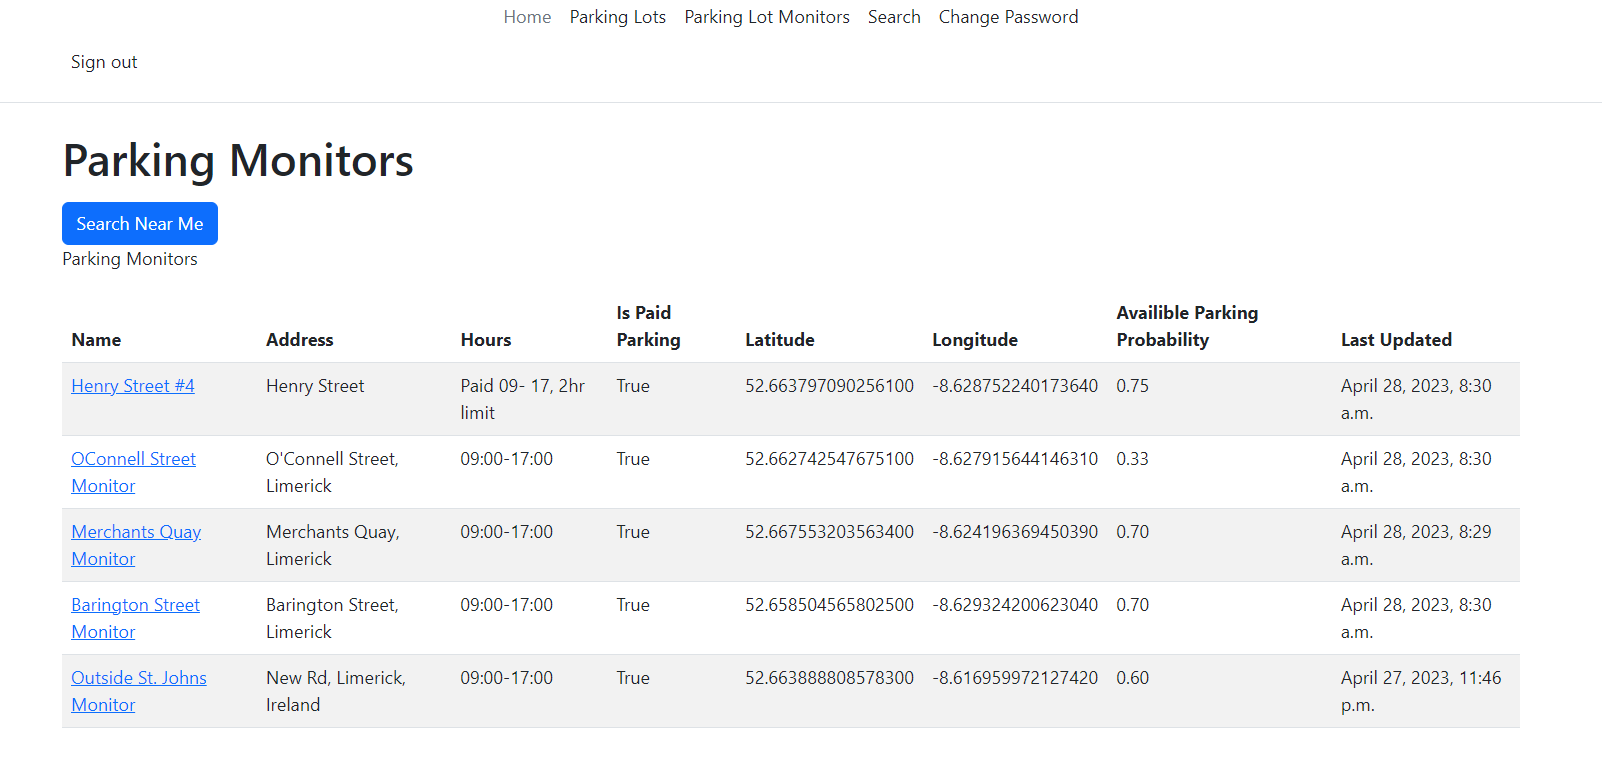 Home Parking Lots Parking Lot Monitors Search Change Password
Sign out
Parking Monitors
Search Near Me
Parking Monitors
Name Address Hours Is Paid Parking Latitude Longitude Availible Parking Probability Last Updated
Henry Street #4 Henry Street Paid 09- 17, 2hr limit True 52.663797090256100 -8.628752240173640 0.75 April 28, 2023, 8:30 a.m.
OConnell Street Monitor O'Connell Street, Limerick 09:00-17:00 True 52.662742547675100 -8.627915644146310 0.33 April 28, 2023, 8:30 a.m.
Merchants Quay Monitor Merchants Quay, Limerick 09:00-17:00 True 52.667553203563400 -8.624196369450390 0.70 April 28, 2023, 8:29 a.m.
Barington Street Monitor Barington Street, Limerick 09:00-17:00 True 52.658504565802500 -8.629324200623040 0.70 April 28, 2023, 8:30 a.m.
Outside St. Johns Monitor New Rd, Limerick, Ireland 09:00-17:00 True 52.663888808578300 -8.616959972127420 0.60 April 27, 2023, 11:46 p.m.